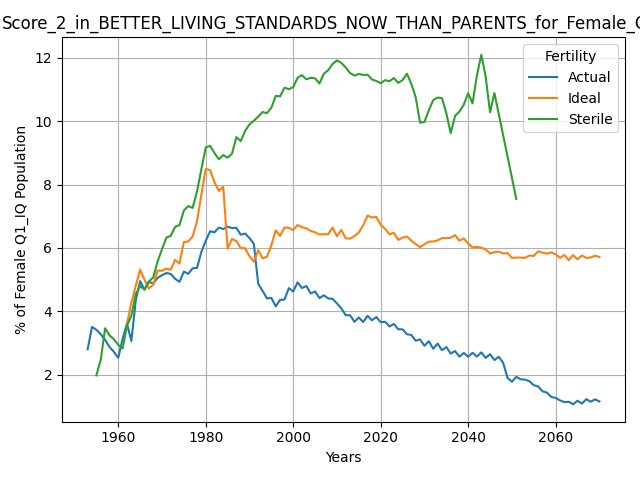 Score_2_in_BETTER_LIVING_STANDARDS_NOW_THAN_PARENTS_for_Female_
Fertility
Actual
Ideal
Sterile
% of Female Q1_IQ Population
12
10
8
6
4
2
1960
1980
2000
2020
2040
2060
Years